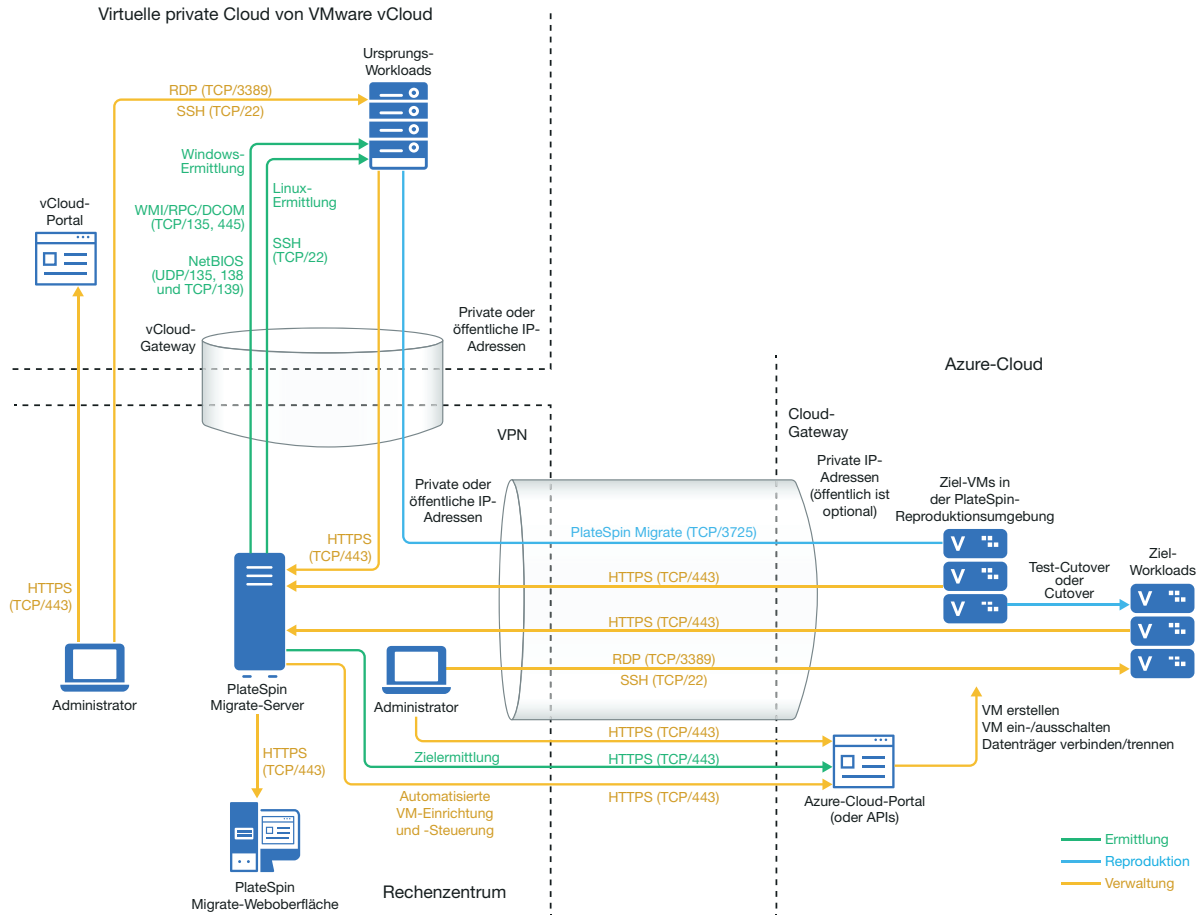 Virtuelle private Cloud von VMware vCloud
Ursprungs-
Workloads
RDP (TCP/3389)
SSH (TCP/22)
Windows-
Ermittlung
Linux-
Ermittlung
vCloud-
Portal
WMI/RPC/DCOM
(TCP/135, 445)
SSH
(TCP/22)
NetBIOS
(UDP/135, 138
und TCP/139)
vCloud-
Gateway
Private oder
öffentliche IP-
Adressen
Azure-Cloud
VPN
Cloud-
Gateway
Private oder
öffentliche IP-
Adressen
Private IP-
Adressen
(öffentlich ist
optional)
Ziel-VMs in
der PlateSpin-
Reproduktionsumgebung
PlateSpin Migrate (TCP/3725)
HTTPS
(TCP/443)
HTTPS (TCP/443)
Test-Cutover
oder
Cutover
Ziel-
Workloads
HTTPS
(TCP/443)
HTTPS (TCP/443)
RDP (TCP/3389)
SSH (TCP/22)
Administrator
PlateSpin
Migrate-Server
Administrator
VM erstellen
VM ein-/ausschalten
Datenträger verbinden/trennen
HTTPS (TCP/443)
HTTPS
(TCP/443)
Zielermittlung
HTTPS (TCP/443)
Automatisierte
VM-Einrichtung
und -Steuerung
HTTPS (TCP/443)
Azure-Cloud-Portal
(oder APIs)
PlateSpin
Migrate-Weboberfläche
Rechenzentrum
Ermittlung
Reproduktion
Verwaltung